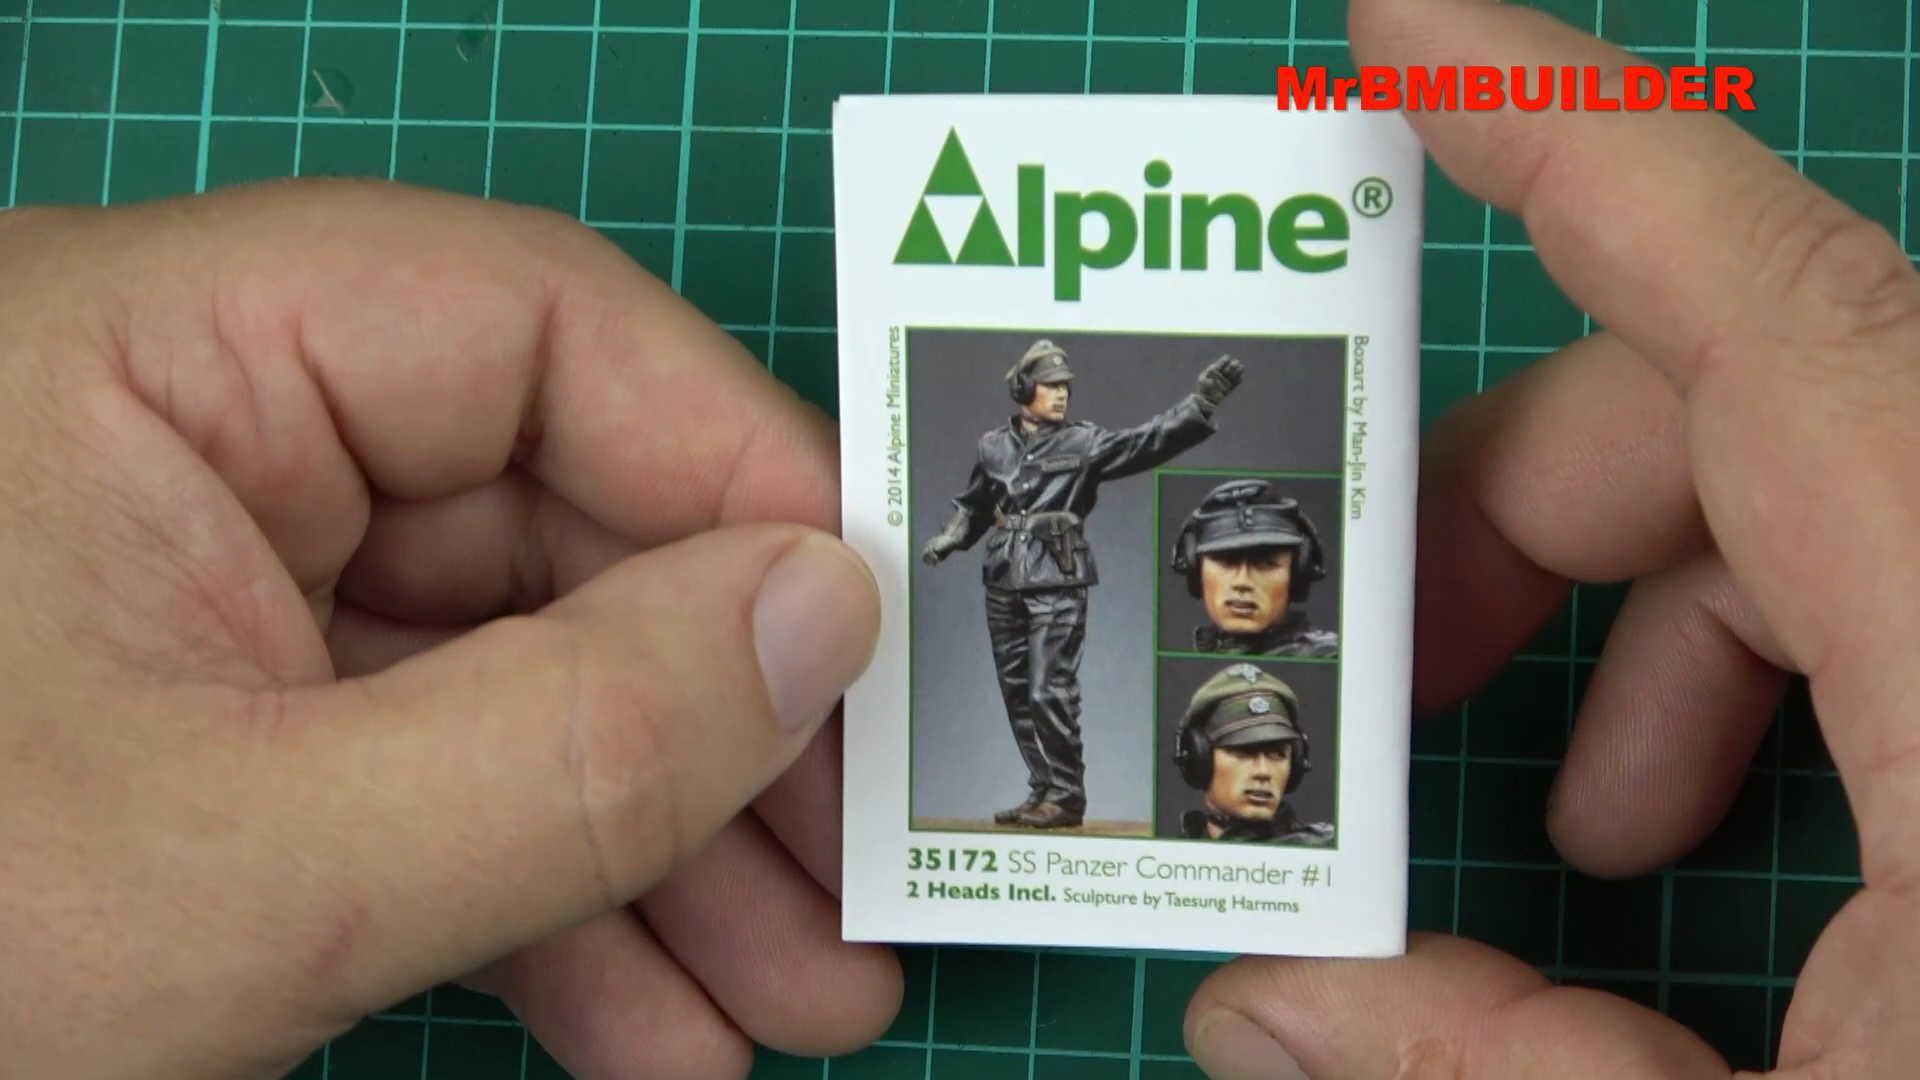 MrBMBUILDER
Alpine®
© 2014 Alpine Miniatures
Boxart by Man-Jin Kim
35172 SS Panzer Commander #1
2 Heads Incl. Sculpture by Taesung Harmms